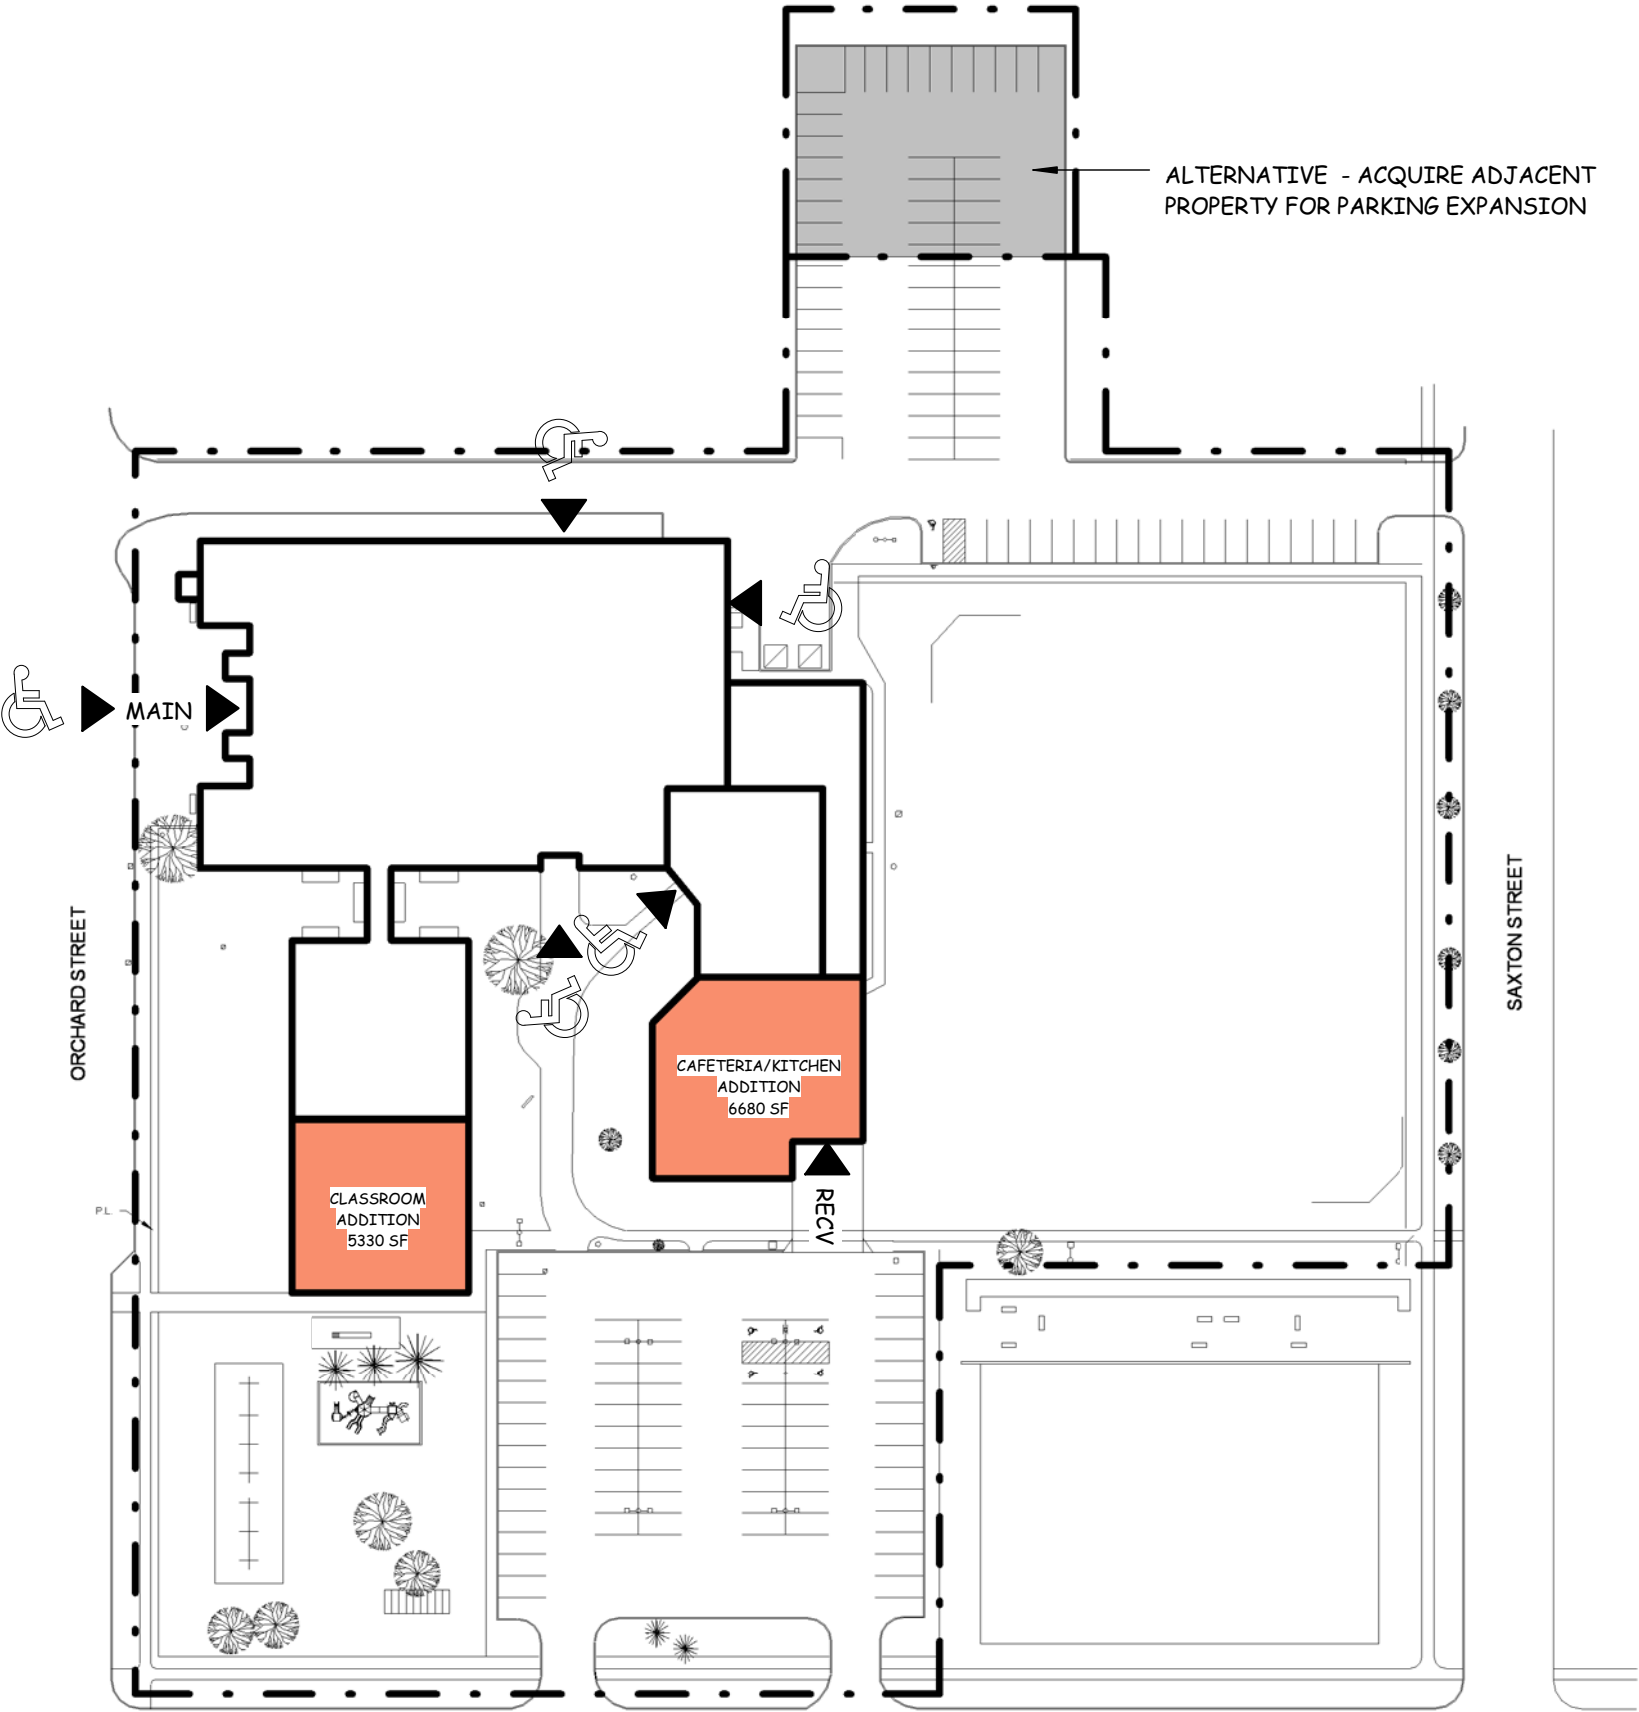 ALTERNATIVE - ACQUIRE ADJACENT
PROPERTY FOR PARKING EXPANSION
MAIN
ORCHARD STREET
SAXTON STREET
CAFETERIA/KITCHEN
ADDITION
6680 SF
CLASSROOM
ADDITION
5330 SF
RECV
PL